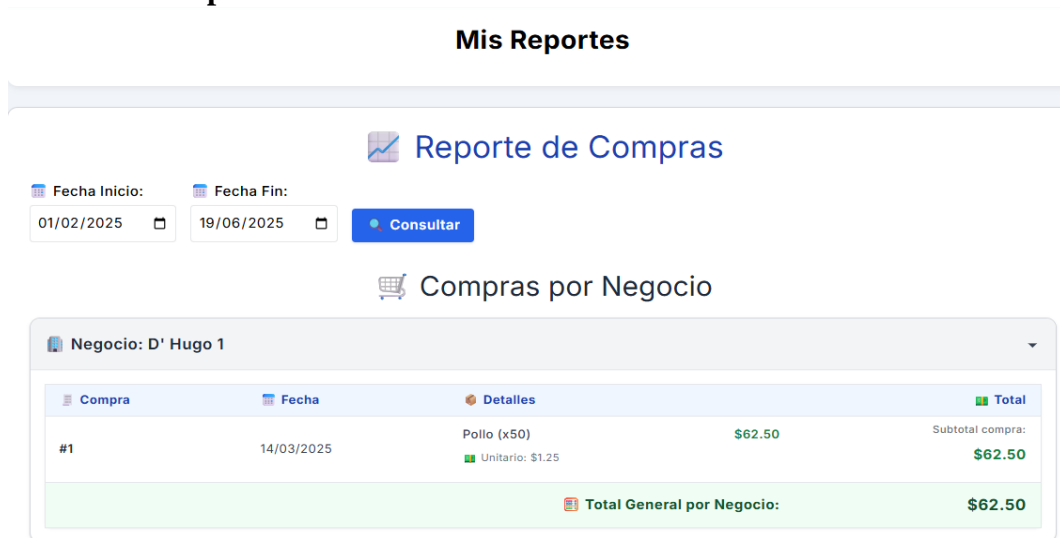 Mis Reportes
Reporte de Compras
Fecha Inicio: Fecha Fin:
01/02/2025 19/06/2025 Consultar
Compras por Negocio
Negocio: D' Hugo 1
Compra Fecha Detalles Total
#1 14/03/2025 Pollo (x50) $62.50 Subtotal compra:
Unitario: $1.25 $62.50
Total General por Negocio: $62.50